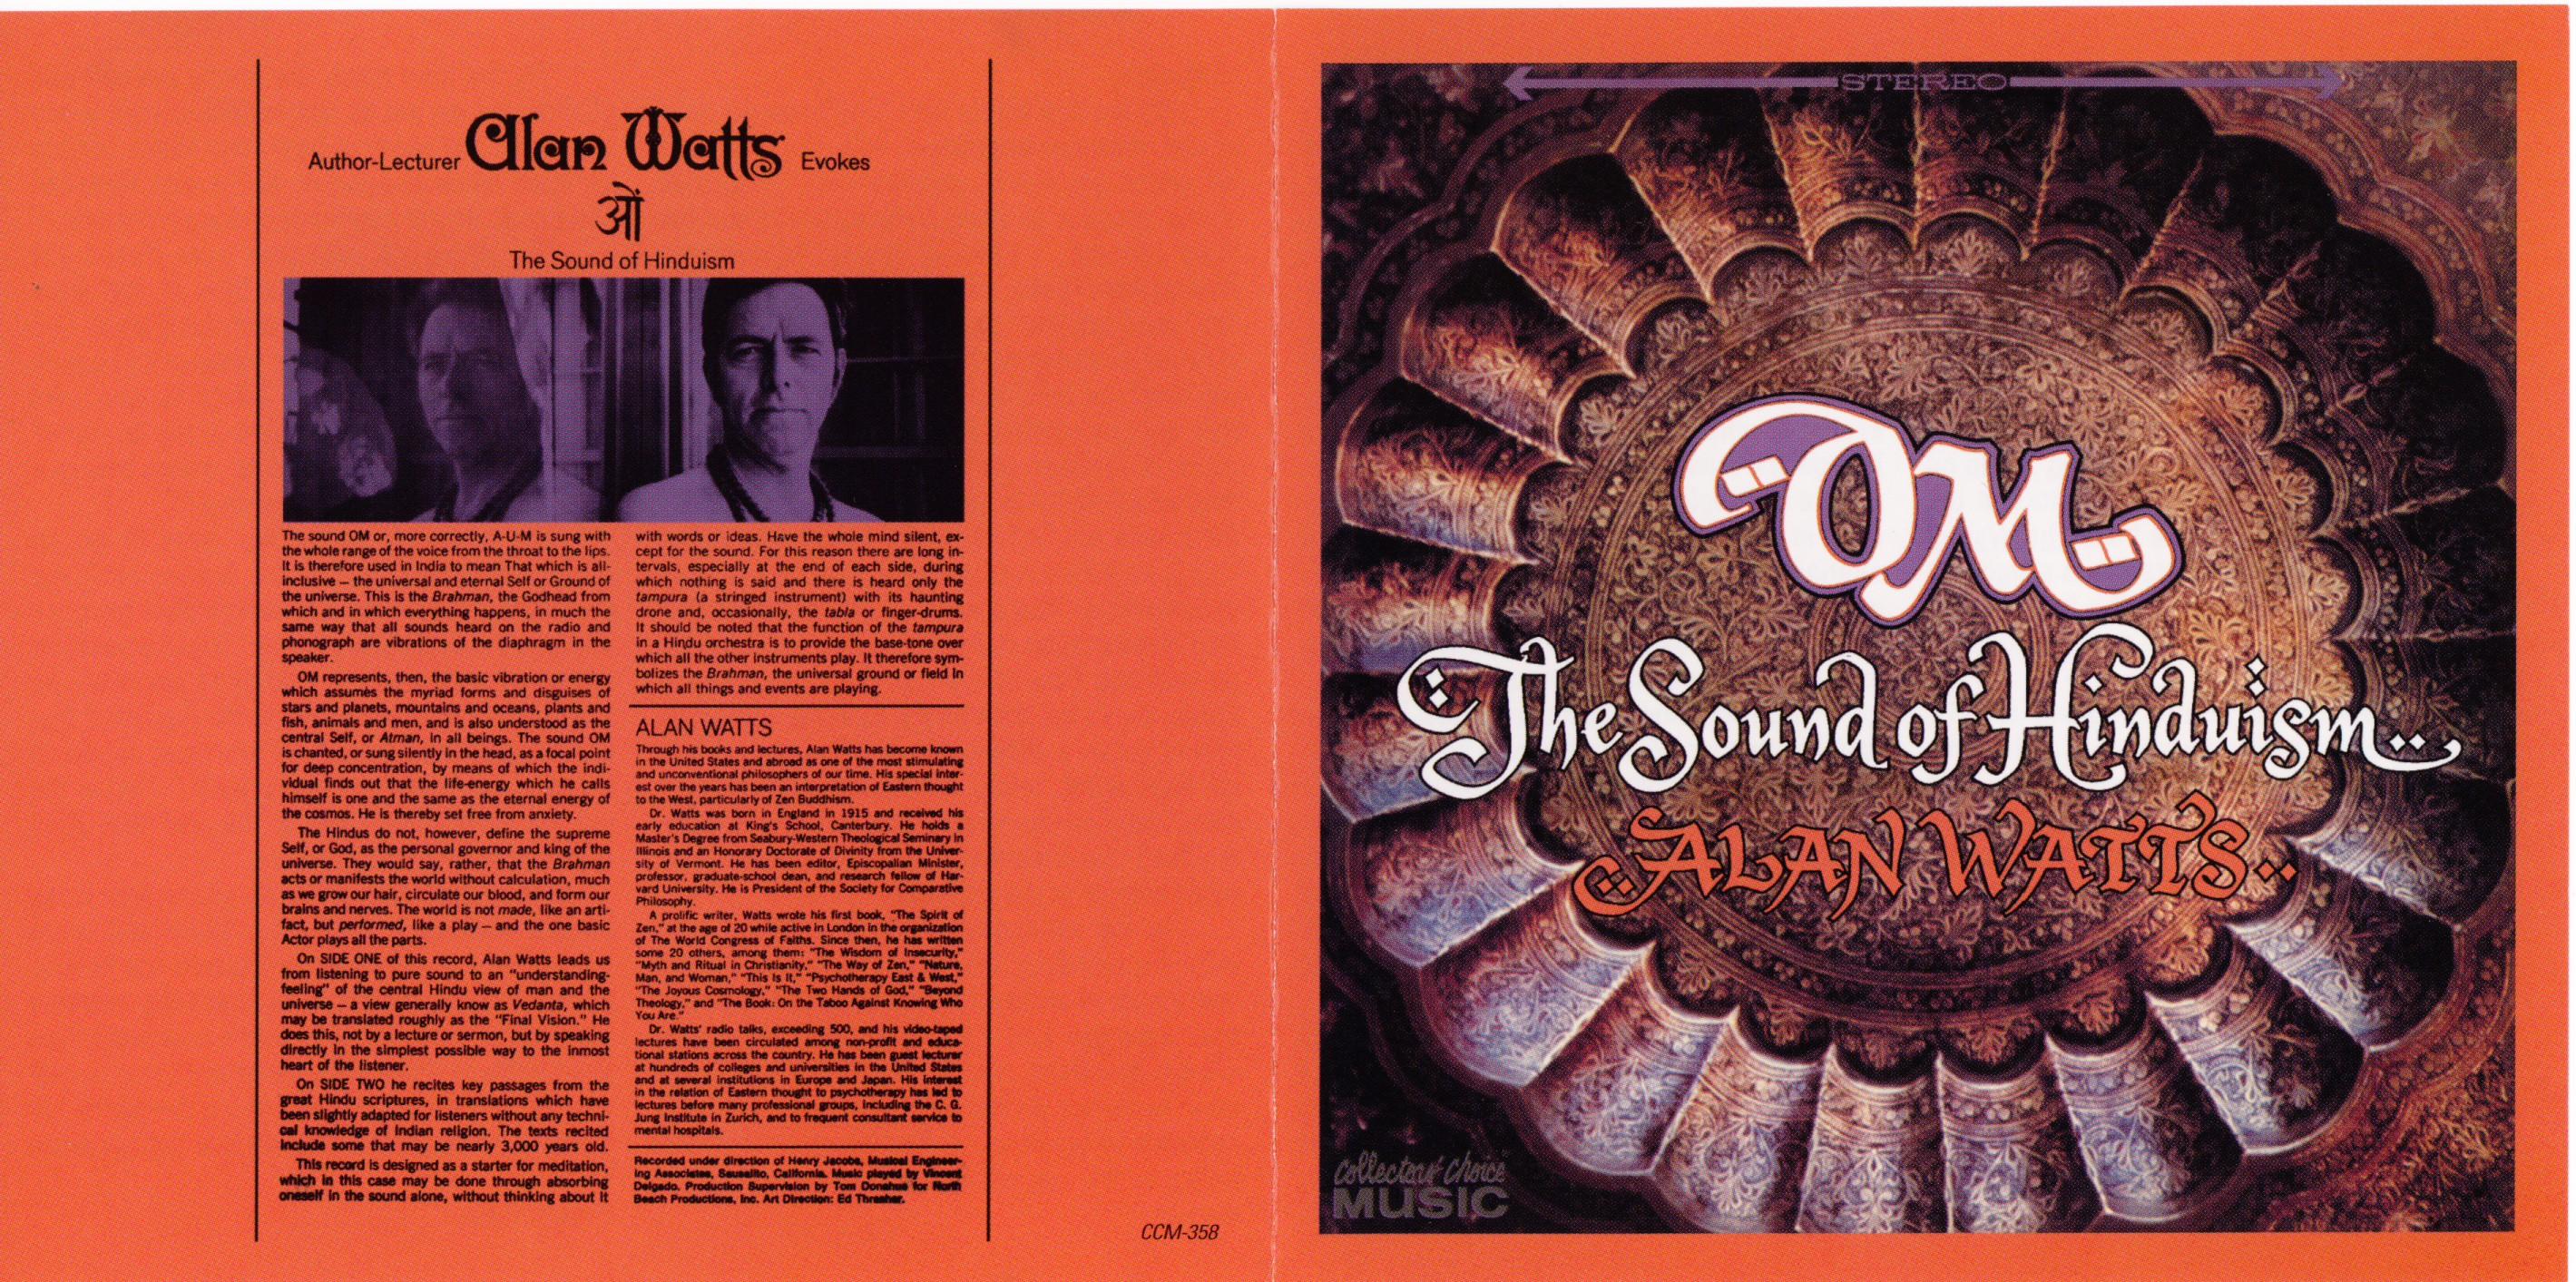 Author-Lecturer Alan Watts Evokes
ओं
The Sound of Hinduism
The sound OM or, more correctly, A-U-M is sung with
the whole range of the voice from the throat to the lips.
It is therefore used in India to mean That which is all-
inclusive — the universal and eternal Self or Ground of
the universe. This is the Brahman, the Godhead from
which and in which everything happens, in much the
same way that all sounds heard on the radio and
phonograph are vibrations of the diaphragm in the
speaker.
OM represents, then, the basic vibration or energy
which assumes the myriad forms and disguises of
stars and planets, mountains and oceans, plants and
fish, animals and men, and is also understood as the
central Self, or Atman, in all beings. The sound OM
is chanted, or sung silently in the head, as a focal point
for deep concentration, by means of which the indi-
vidual finds out that the life-energy which he calls
himself is one and the same as the eternal energy of
the cosmos. He is thereby set free from anxiety.
The Hindus do not, however, define the supreme
Self, or God, as the personal governor and king of the
universe. They would say, rather, that the Brahman
acts or manifests the world without calculation, much
as we grow our hair, circulate our blood, and form our
brains and nerves. The world is not made, like an arti-
fact, but performed, like a play — and the one basic
Actor plays all the parts.
On SIDE ONE of this record, Alan Watts leads us
from listening to pure sound to an "understanding-
feeling" of the central Hindu view of man and the
universe — a view generally know as Vedanta, which
may be translated roughly as the "Final Vision." He
does this, not by a lecture or sermon, but by speaking
directly in the simplest possible way to the inmost
heart of the listener.
On SIDE TWO he recites key passages from the
great Hindu scriptures, in translations which have
been slightly adapted for listeners without any techni-
cal knowledge of Indian religion. The texts recited
include some that may be nearly 3,000 years old.
This record is designed as a starter for meditation,
which in this case may be done through absorbing
oneself in the sound alone, without thinking about it
with words or ideas. Have the whole mind silent, ex-
cept for the sound. For this reason there are long in-
tervals, especially at the end of each side, during
which nothing is said and there is heard only the
tampura (a stringed instrument) with its haunting
drone and, occasionally, the tabla or finger-drums.
It should be noted that the function of the tampura
in a Hindu orchestra is to provide the base-tone over
which all the other instruments play. It therefore sym-
bolizes the Brahman, the universal ground or field in
which all things and events are playing.
ALAN WATTS
Through his books and lectures, Alan Watts has become known
in the United States and abroad as one of the most stimulating
and unconventional philosophers of our time. His special inter-
est over the years has been an interpretation of Eastern thought
to the West, particularly of Zen Buddhism.
Dr. Watts was born in England in 1915 and received his
early education at King's School, Canterbury. He holds a
Master's Degree from Seabury-Western Theological Seminary in
Illinois and an Honorary Doctorate of Divinity from the Univer-
sity of Vermont. He has been editor, Episcopalian Minister,
professor, graduate-school dean, and research fellow of Har-
vard University. He is President of the Society for Comparative
Philosophy.
A prolific writer, Watts wrote his first book, "The Spirit of
Zen," at the age of 20 while active in London in the organization
of The World Congress of Faiths. Since then, he has written
some 20 others, among them: "The Wisdom of Insecurity,"
"Myth and Ritual in Christianity," "The Way of Zen," "Nature,
Man, and Woman," "This Is It," "Psychotherapy East & West,"
"The Joyous Cosmology," "The Two Hands of God," "Beyond
Theology," and "The Book: On the Taboo Against Knowing Who
You Are."
Dr. Watts' radio talks, exceeding 500, and his video-taped
lectures have been circulated among non-profit and educa-
tional stations across the country. He has been guest lecturer
at hundreds of colleges and universities in the United States
and at several institutions in Europe and Japan. His interest
in the relation of Eastern thought to psychotherapy has led to
lectures before many professional groups, including the C. G.
Jung Institute in Zurich, and to frequent consultant service to
mental hospitals.
Recorded under direction of Henry Jacobs, Musical Engineer-
ing Associates, Sausalito, California. Music played by Vincent
Delgado. Production Supervision by Tom Donahue for North
Beach Productions, Inc. Art Direction: Ed Thrasher.
CCM-358
STEREO
OM
The Sound of Hinduism..
ALAN WATTS
Collectors' Choice
MUSIC